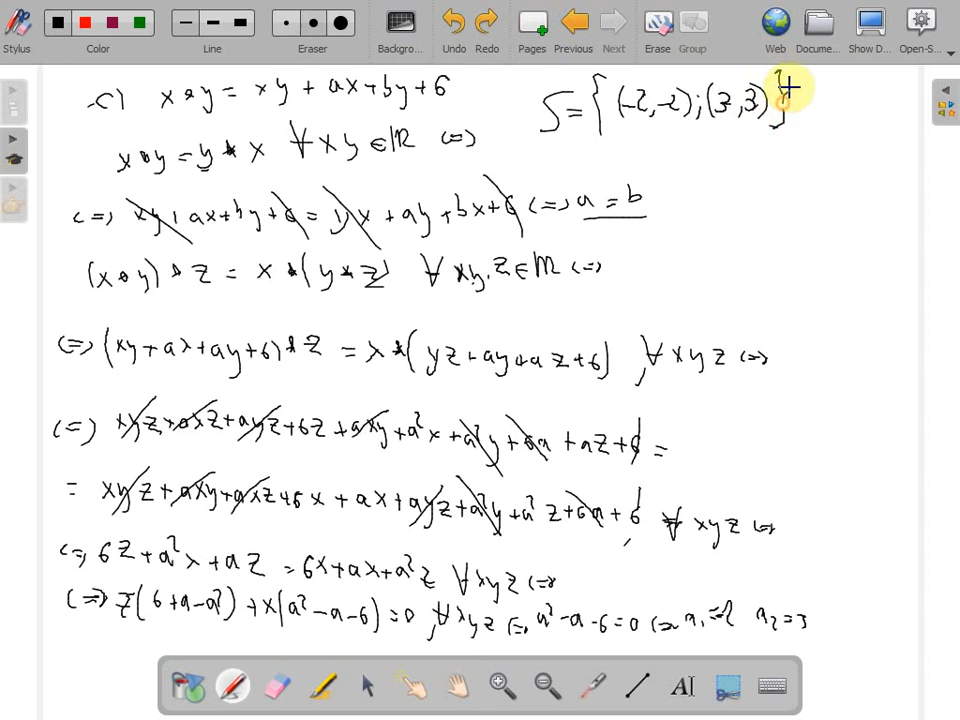 Stylus
Color
Line
Eraser
Backgro...
Undo
Redo
Pages
Previous
Next
Erase
Group
Web
Docume...
Show D...
Open-S...
c) x * y = xy + ax + by + 6
S = {(-2,-2); (3,3)}
x * y = y * x ∀ x y ∈ ℝ <=>
<=> xy + ax + by + 6 = yx + ay + bx + 6 <=> a = b
(x * y) * z = x * (y * z) ∀ x y, z ∈ ℝ <=>
<=> (xy + ax + ay + 6) * z = x * (yz + ay + az + 6), ∀ x y z <=>
<=> xyz + axz + ayz + 6z + axy + a²x + a²y + 6a + az + 6 =
= xyz + axy + axz + 6x + ax + ayz + a²y + a²z + 6a + 6, ∀ x y z <=>
<=> 6z + a²x + az = 6x + ax + a²z ∀ x y z <=>
<=> z(6 + a - a²) + x(a² - a - 6) = 0, ∀ x y z <=> a² - a - 6 = 0 <=> a₁ = -2 a₂ = 3